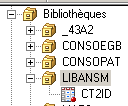 Bibliothèques
_43A2
CONSOEGB
CONSOPAT
LIBANSM
CT2ID